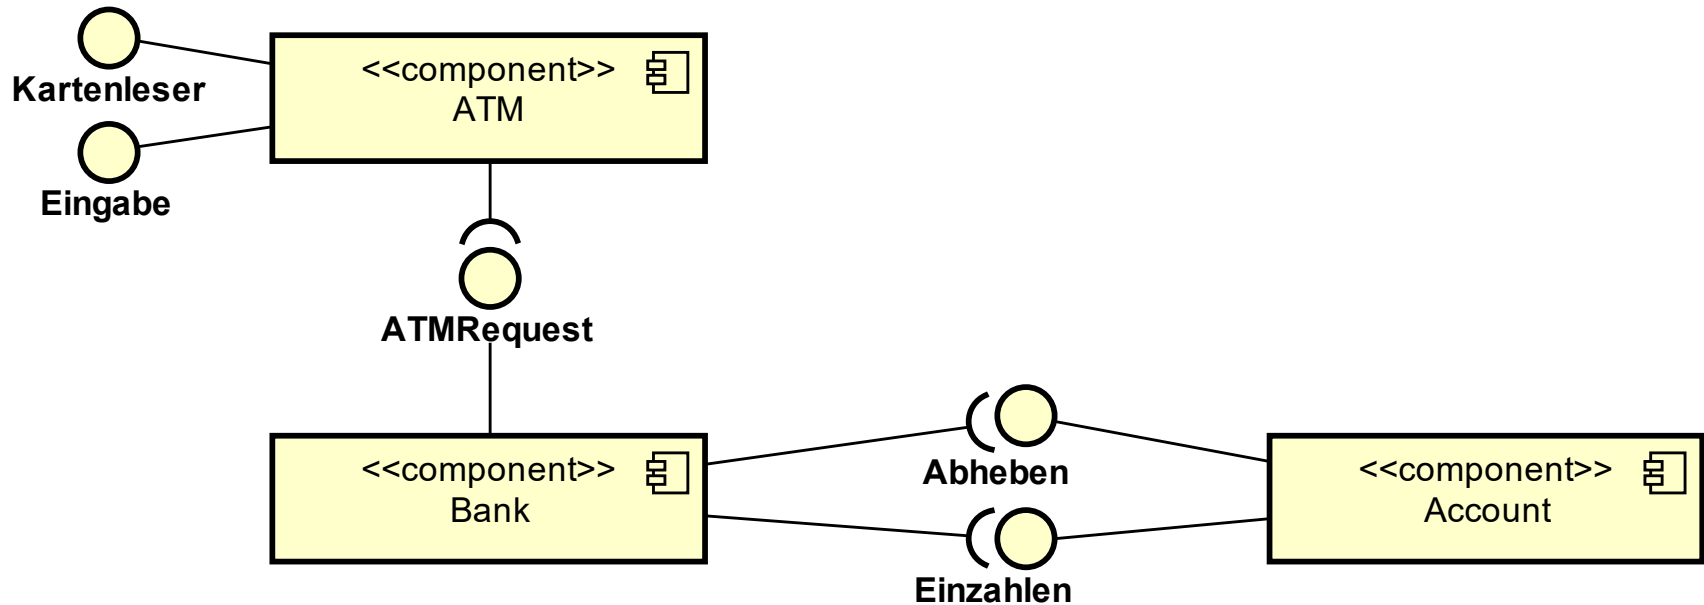 Kartenleser
<<component>>
ATM
Eingabe
ATMRequest
<<component>>
Bank
Abheben
Einzahlen
<<component>>
Account